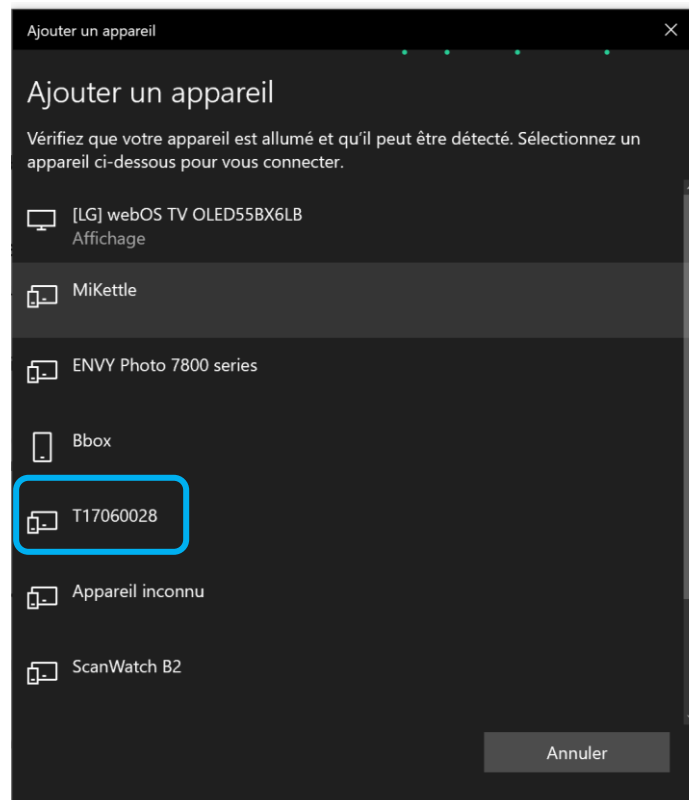 Ajouter un appareil
Ajouter un appareil
Vérifiez que votre appareil est allumé et qu'il peut être détecté. Sélectionnez un
appareil ci-dessous pour vous connecter.
[LG] webOS TV OLED55BX6LB
Affichage
MiKettle
ENVY Photo 7800 series
Bbox
T17060028
Appareil inconnu
ScanWatch B2
Annuler